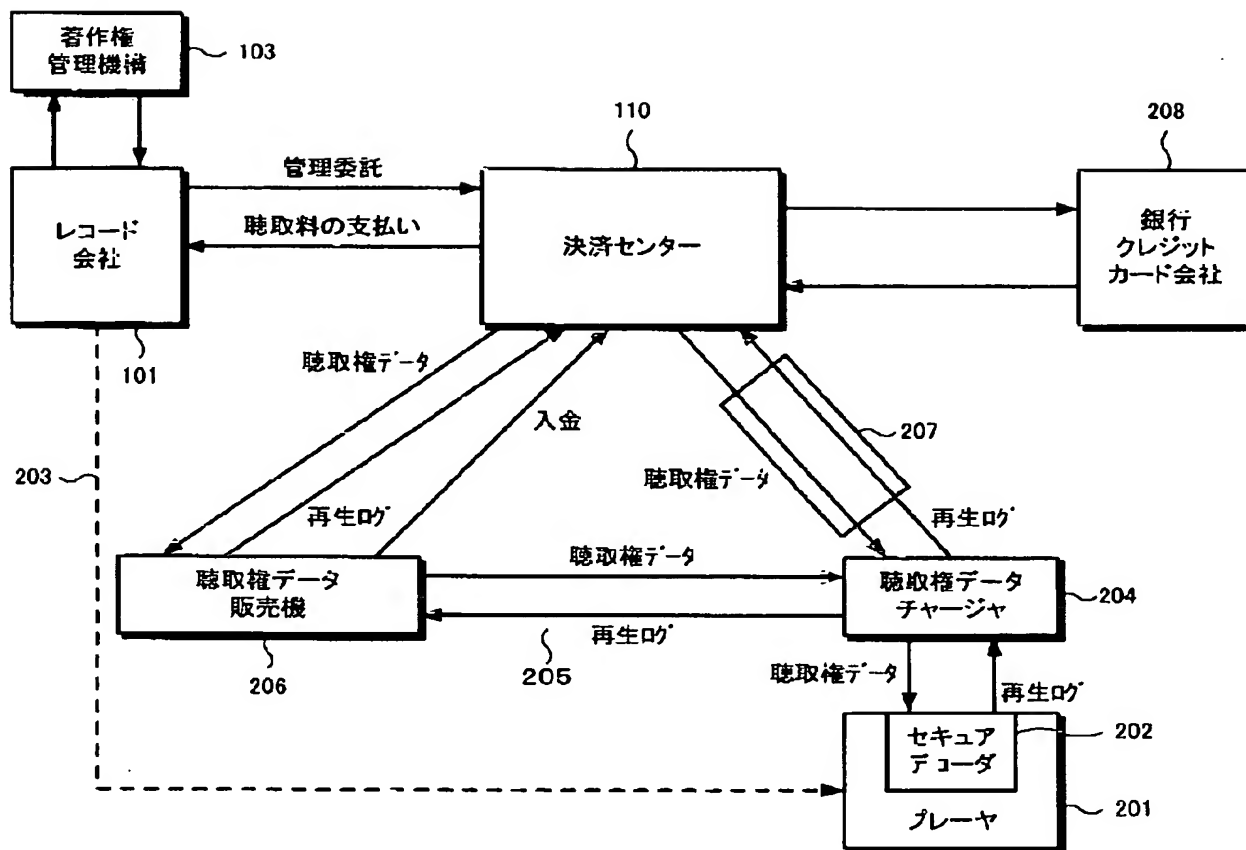 著作権
管理機構
103
110
208
管理委託
レコード
会社
聴取料の支払い
決済センター
銀行
クレジット
カード会社
101
聴取権データ
入金
207
203
聴取権データ
再生ログ
再生ログ
聴取権データ
販売機
聴取権データ
聴取権データ
チャージャ
204
再生ログ
206
205
聴取権データ
再生ログ
セキュア
デコーダ
202
プレーヤ
201